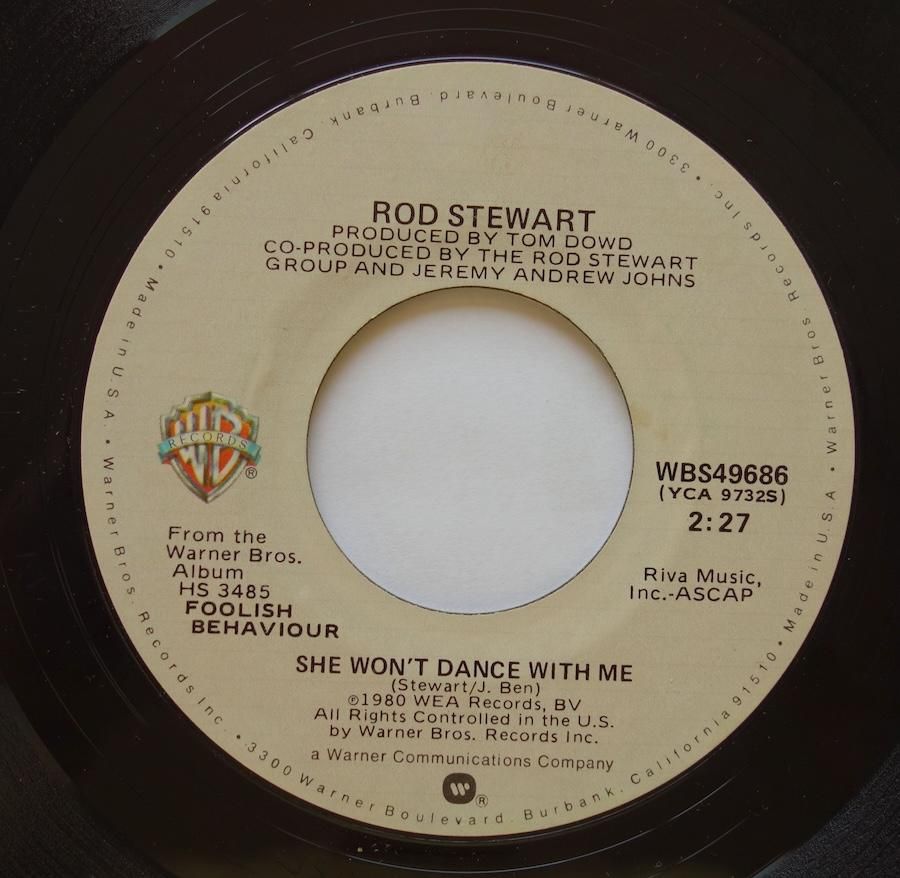 ROD STEWART
PRODUCED BY TOM DOWD
CO-PRODUCED BY THE ROD STEWART
GROUP AND JEREMY ANDREW JOHNS
WB
RECORDS
®
WBS49686
(YCA 9732S)
2:27
From the
Warner Bros.
Album
HS 3485
FOOLISH
BEHAVIOUR
Riva Music,
Inc.-ASCAP
SHE WON'T DANCE WITH ME
(Stewart/J. Ben)
℗1980 WEA Records, BV
All Rights Controlled in the U.S.
by Warner Bros. Records Inc.
a Warner Communications Company
W®
Made in U.S.A. • Warner Bros. Records Inc. • 3300 Warner Boulevard. Burbank. California 91510 • Made in U.S.A. • Warner Bros. Records Inc. • 3300 Warner Boulevard. Burbank. California 91510 •